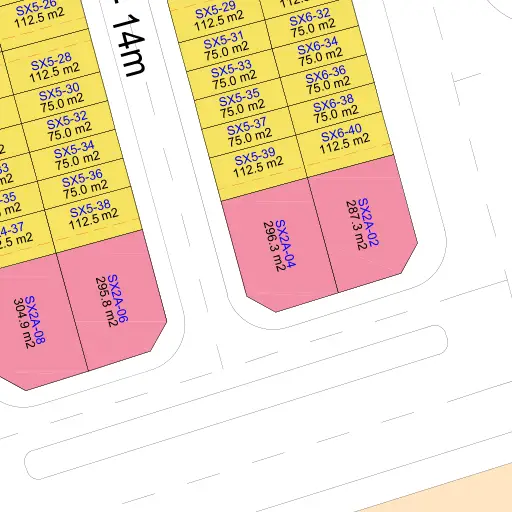 SX5-26
112.5 m2
SX5-28
112.5 m2
SX5-30
75.0 m2
SX5-32
75.0 m2
SX5-34
75.0 m2
SX5-36
75.0 m2
SX5-38
112.5 m2
14m
SX5-29
112.5 m2
SX5-31
75.0 m2
SX5-33
75.0 m2
SX5-35
75.0 m2
SX5-37
75.0 m2
SX5-39
112.5 m2
SX6-32
75.0 m2
SX6-34
75.0 m2
SX6-36
75.0 m2
SX6-38
75.0 m2
SX6-40
112.5 m2
SX2A-02
287.3 m2
SX2A-04
296.3 m2
SX2A-06
295.8 m2
SX2A-08
304.9 m2